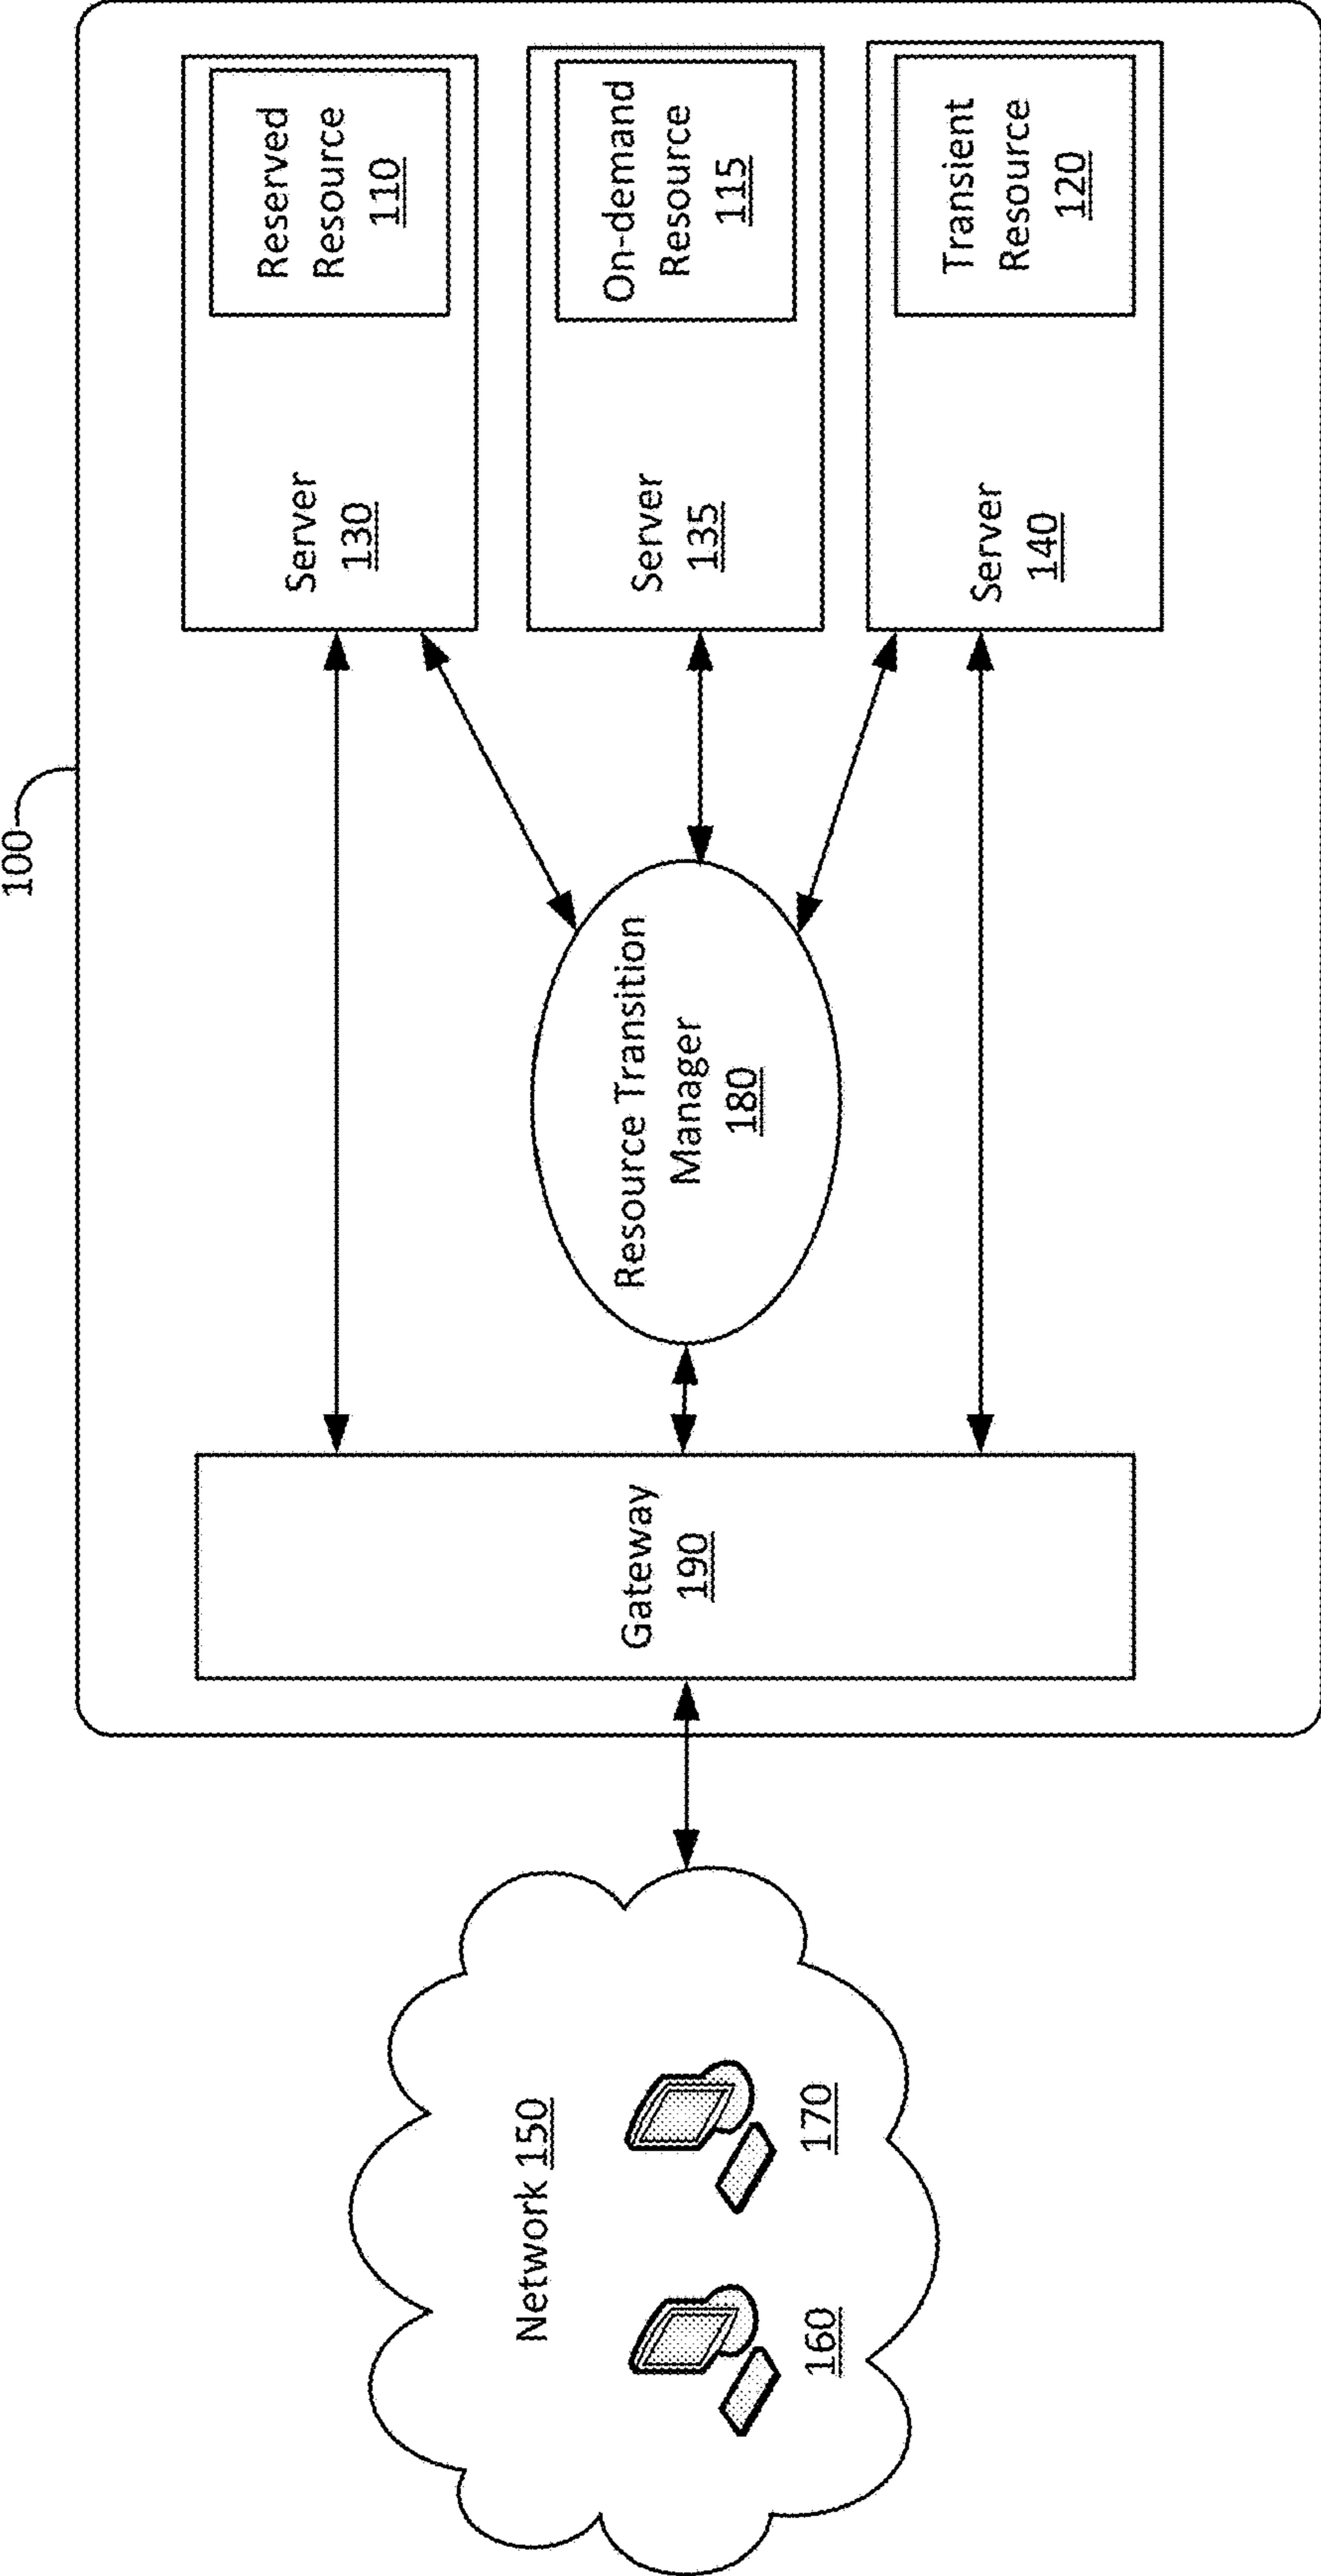 100
Network 150
160
170
Gateway
190
Resource Transition
Manager
180
Server
130
Reserved
Resource
110
Server
135
On-demand
Resource
115
Server
140
Transient
Resource
120